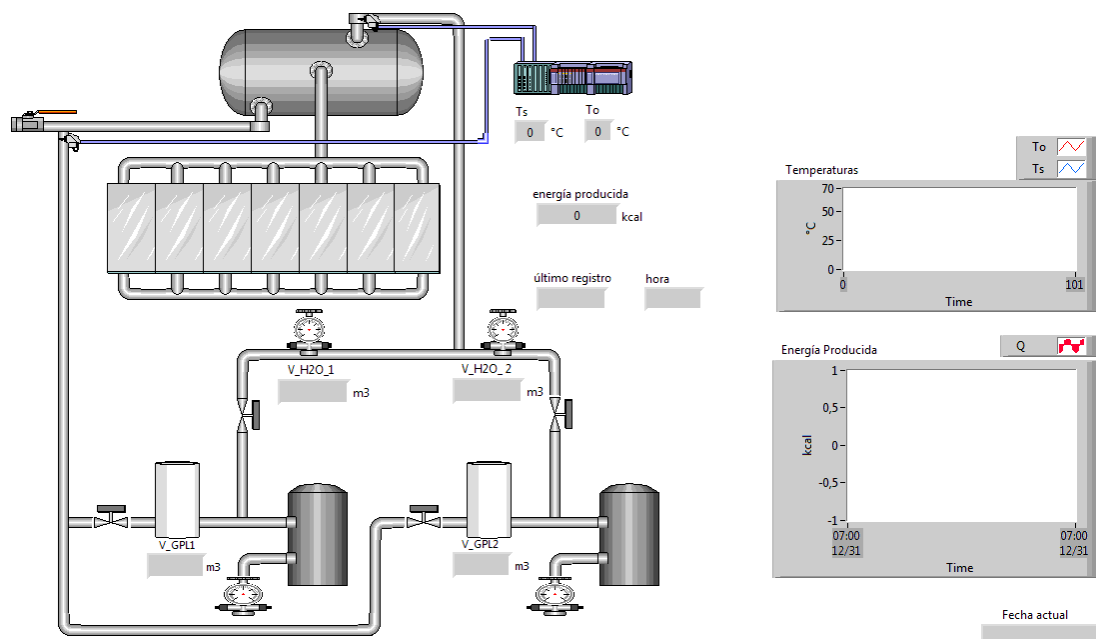 Ts
To
0 °C
0 °C
energía producida
0 kcal
último registro
hora
V_H2O_1
m3
V_H2O_ 2
m3
V_GPL1
m3
V_GPL2
m3
To
Ts
Temperaturas
70
50
25
0
°C
0
101
Time
Energía Producida
Q
1
0,5
0
-0,5
-1
kcal
07:00
12/31
07:00
12/31
Time
Fecha actual